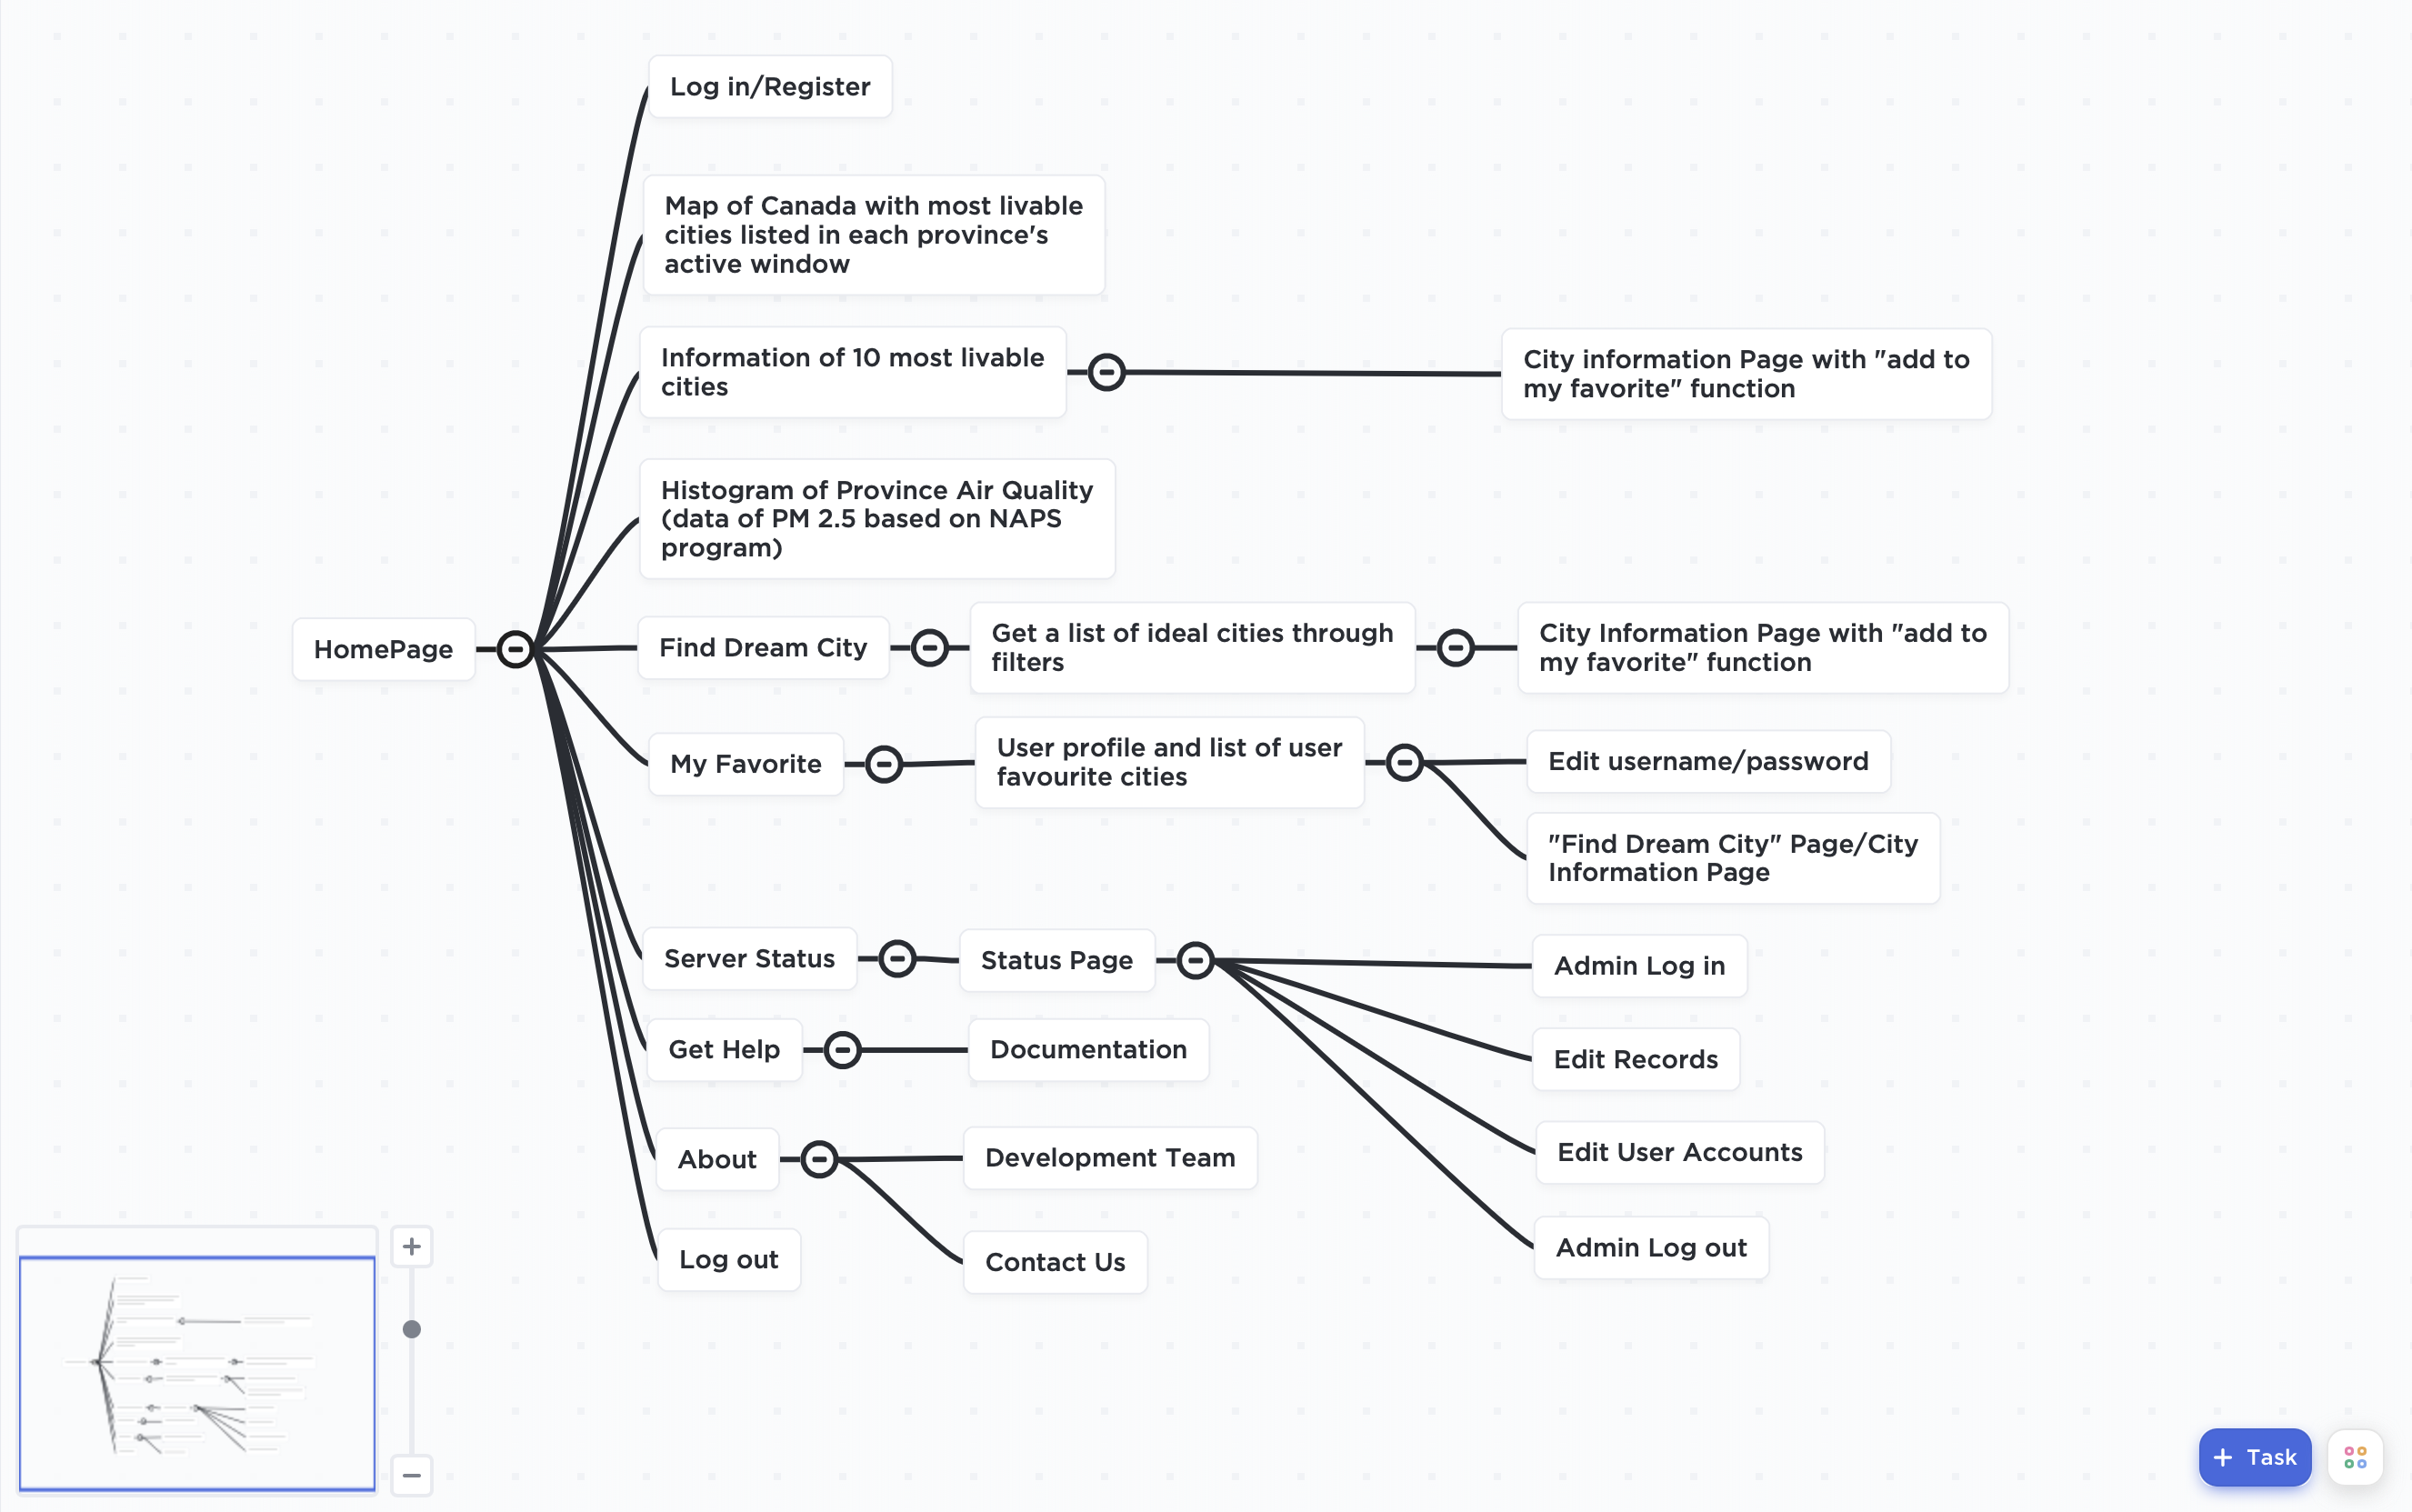 Log in/Register
Map of Canada with most livable
cities listed in each province's
active window
Information of 10 most livable
cities
City information Page with "add to
my favorite" function
Histogram of Province Air Quality
(data of PM 2.5 based on NAPS
program)
HomePage
Find Dream City
Get a list of ideal cities through
filters
City Information Page with "add to
my favorite" function
My Favorite
User profile and list of user
favourite cities
Edit username/password
"Find Dream City" Page/City
Information Page
Server Status
Status Page
Admin Log in
Get Help
Documentation
Edit Records
About
Development Team
Edit User Accounts
Log out
Contact Us
Admin Log out
+ Task